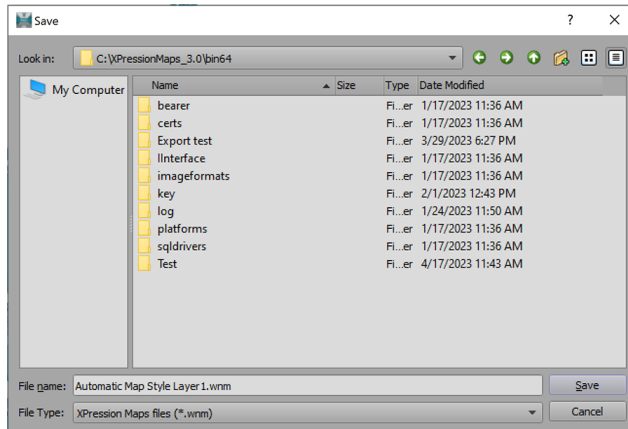 Save
Look in: C:\XPressionMaps_3.0\bin64
My Computer
Name Size Type Date Modified
bearer Fi...er 1/17/2023 11:36 AM
certs Fi...er 1/17/2023 11:36 AM
Export test Fi...er 3/29/2023 6:27 PM
IInterface Fi...er 1/17/2023 11:36 AM
imageformats Fi...er 1/17/2023 11:36 AM
key Fi...er 2/1/2023 12:43 PM
log Fi...er 1/24/2023 11:50 AM
platforms Fi...er 1/17/2023 11:36 AM
sqldrivers Fi...er 1/17/2023 11:36 AM
Test Fi...er 4/17/2023 11:43 AM
File name: Automatic Map Style Layer1.wnm Save
File Type: XPression Maps files (*.wnm) Cancel